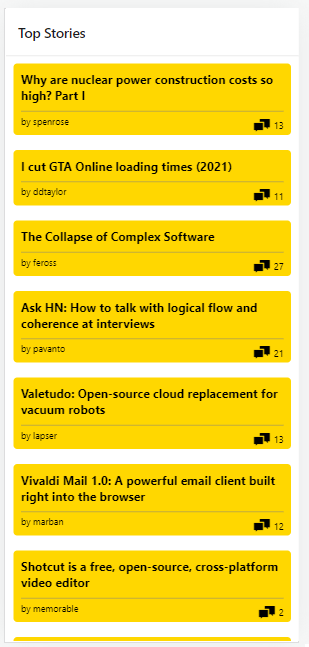 Top Stories
Why are nuclear power construction costs so
high? Part I
by spenrose
13
I cut GTA Online loading times (2021)
by ddtaylor
11
The Collapse of Complex Software
by feross
27
Ask HN: How to talk with logical flow and
coherence at interviews
by pavanto
21
Valetudo: Open-source cloud replacement for
vacuum robots
by lapser
13
Vivaldi Mail 1.0: A powerful email client built
right into the browser
by marban
12
Shotcut is a free, open-source, cross-platform
video editor
by memorable
2